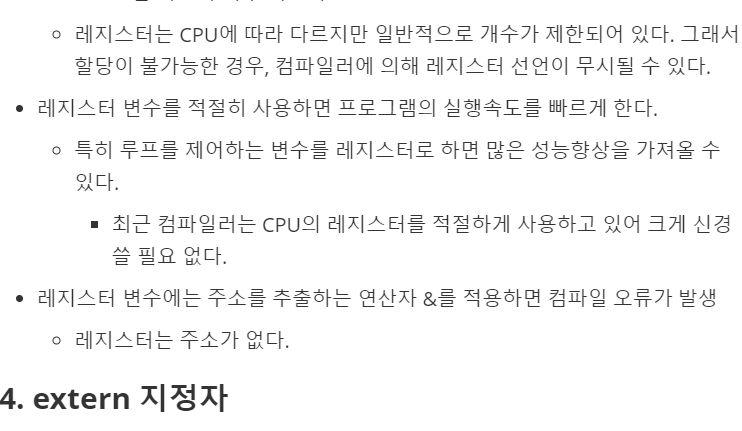 레지스터는 CPU에 따라 다르지만 일반적으로 개수가 제한되어 있다. 그래서
할당이 불가능한 경우, 컴파일러에 의해 레지스터 선언이 무시될 수 있다.
레지스터 변수를 적절히 사용하면 프로그램의 실행속도를 빠르게 한다.
특히 루프를 제어하는 변수를 레지스터로 하면 많은 성능향상을 가져올 수
있다.
최근 컴파일러는 CPU의 레지스터를 적절하게 사용하고 있어 크게 신경
쓸 필요 없다.
레지스터 변수에는 주소를 추출하는 연산자 &를 적용하면 컴파일 오류가 발생
레지스터는 주소가 없다.
4. extern 지정자